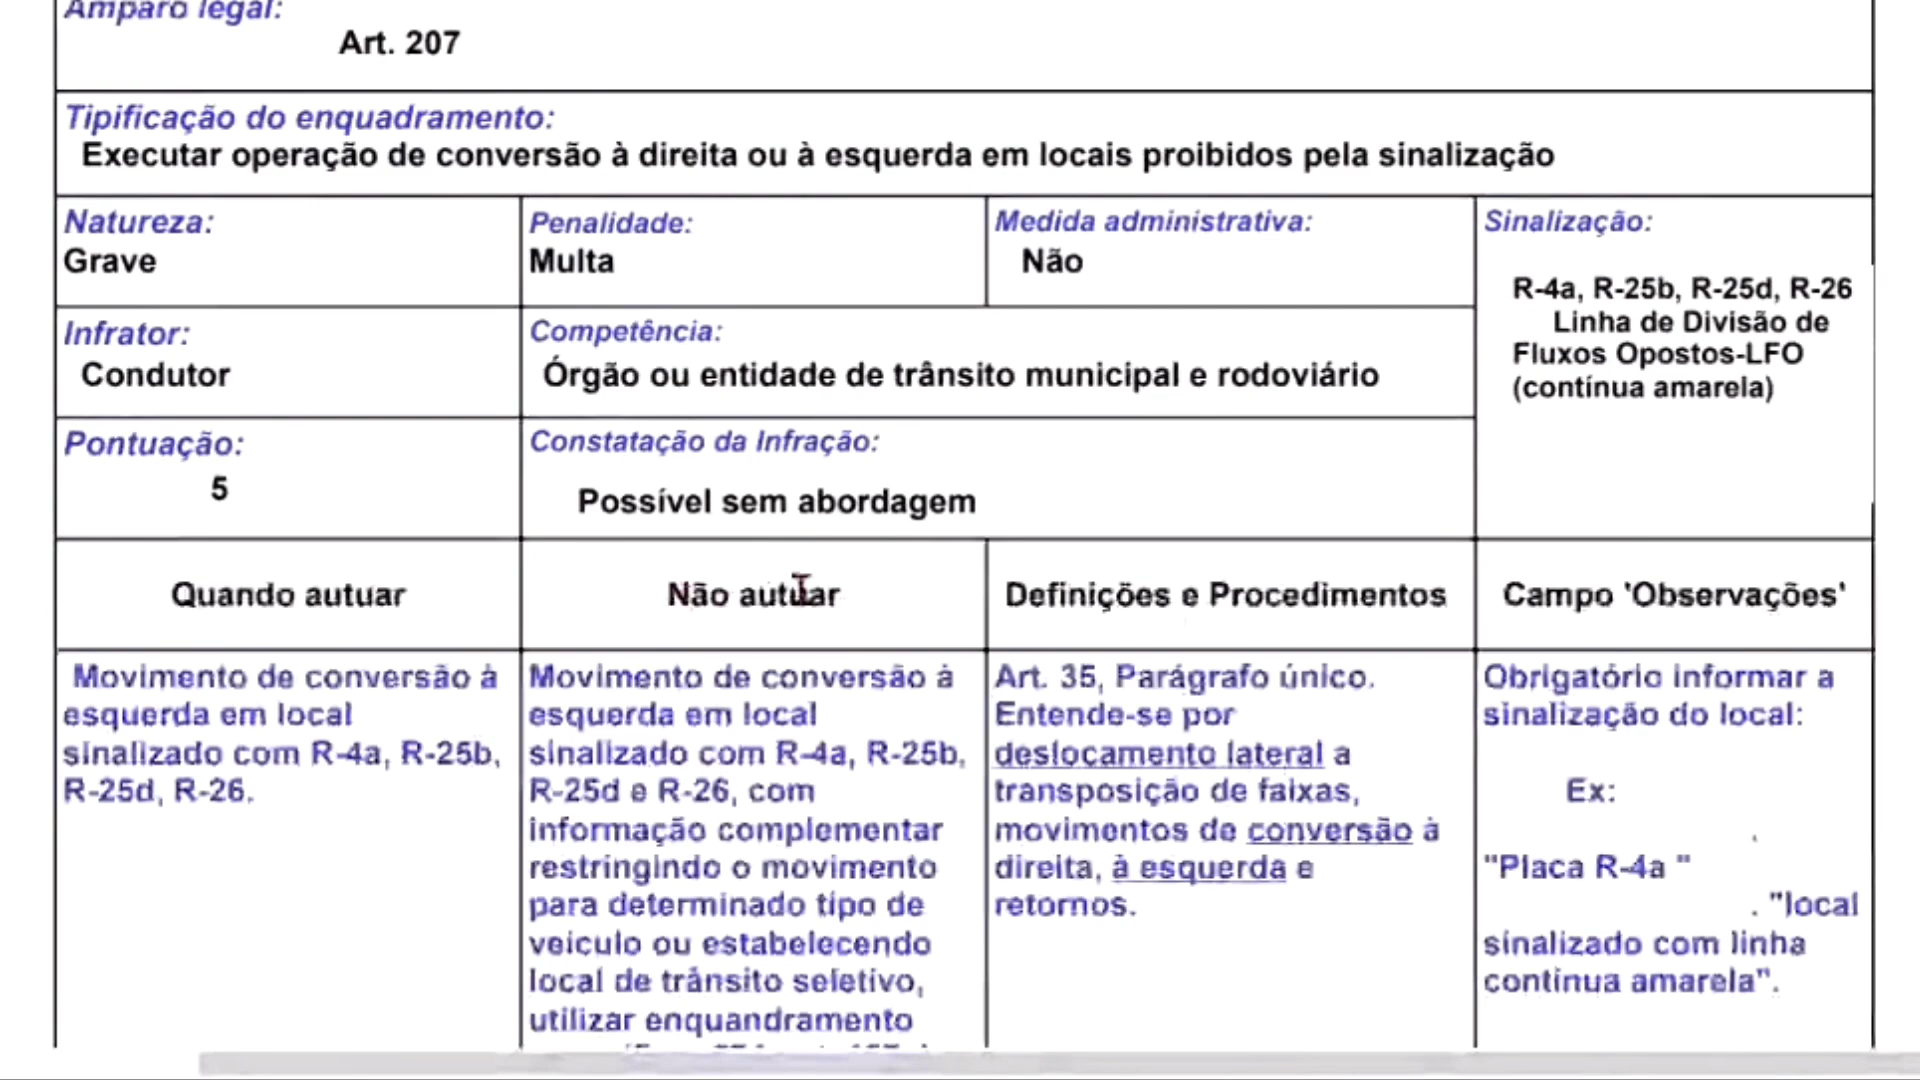 Amparo legal:
Art. 207
Tipificação do enquadramento:
Executar operação de conversão à direita ou à esquerda em locais proibidos pela sinalização
Natureza:
Grave
Penalidade:
Multa
Medida administrativa:
Não
Sinalização:
R-4a, R-25b, R-25d, R-26
Linha de Divisão de
Fluxos Opostos-LFO
(contínua amarela)
Infrator:
Condutor
Competência:
Órgão ou entidade de trânsito municipal e rodoviário
Pontuação:
5
Constatação da Infração:
Possível sem abordagem
Quando autuar
Não autuar
Definições e Procedimentos
Campo 'Observações'
Movimento de conversão à
esquerda em local
sinalizado com R-4a, R-25b,
R-25d, R-26.
Movimento de conversão à
esquerda em local
sinalizado com R-4a, R-25b,
R-25d e R-26, com
informação complementar
restringindo o movimento
para determinado tipo de
veículo ou estabelecendo
local de trânsito seletivo,
utilizar enquandramento
Art. 35, Parágrafo único.
Entende-se por
deslocamento lateral a
transposição de faixas,
movimentos de conversão à
direita, à esquerda e
retornos.
Obrigatório informar a
sinalização do local:
Ex:
"Placa R-4a "
. "local
sinalizado com linha
contínua amarela".